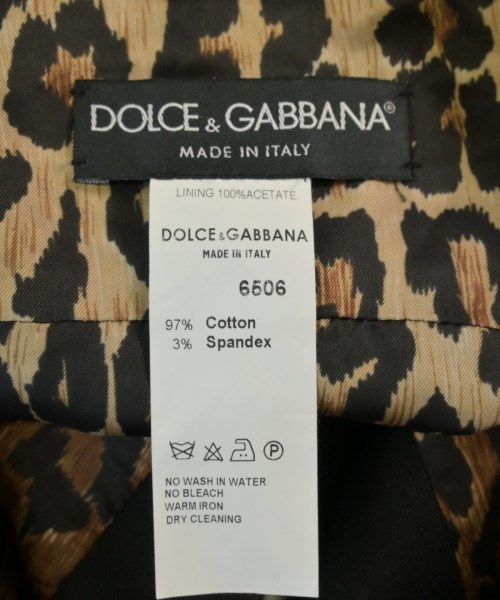 DOLCE & GABBANA®
MADE IN ITALY
LINING 100%ACETATE
DOLCE&GABBANA
MADE IN ITALY
6506
97% Cotton
3% Spandex
P
NO WASH IN WATER
NO BLEACH
WARM IRON
DRY CLEANING